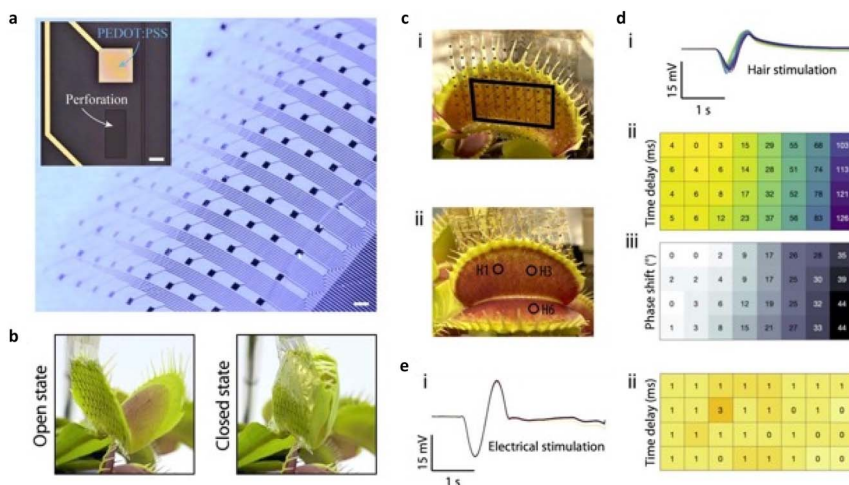 a
PEDOT:PSS
Perforation
b
Open state
Closed state
c
i
ii
H1
H3
H6
d
i
15 mV
1 s
Hair stimulation
ii
Time delay (ms)
4 0 3 15 29 55 68 103
6 4 6 14 28 51 74 113
4 6 8 17 32 52 78 121
5 6 12 23 37 56 83 126
iii
Phase shift (°)
0 0 2 9 17 26 28 35
2 2 4 9 17 25 30 39
0 3 6 12 19 25 32 44
1 3 8 15 21 27 33 44
e
i
15 mV
1 s
Electrical stimulation
ii
Time delay (ms)
1 1 1 1 1 1 1 1
1 1 3 1 1 0 1 0
1 1 1 1 0 1 0 0
1 1 0 1 1 1 0 0